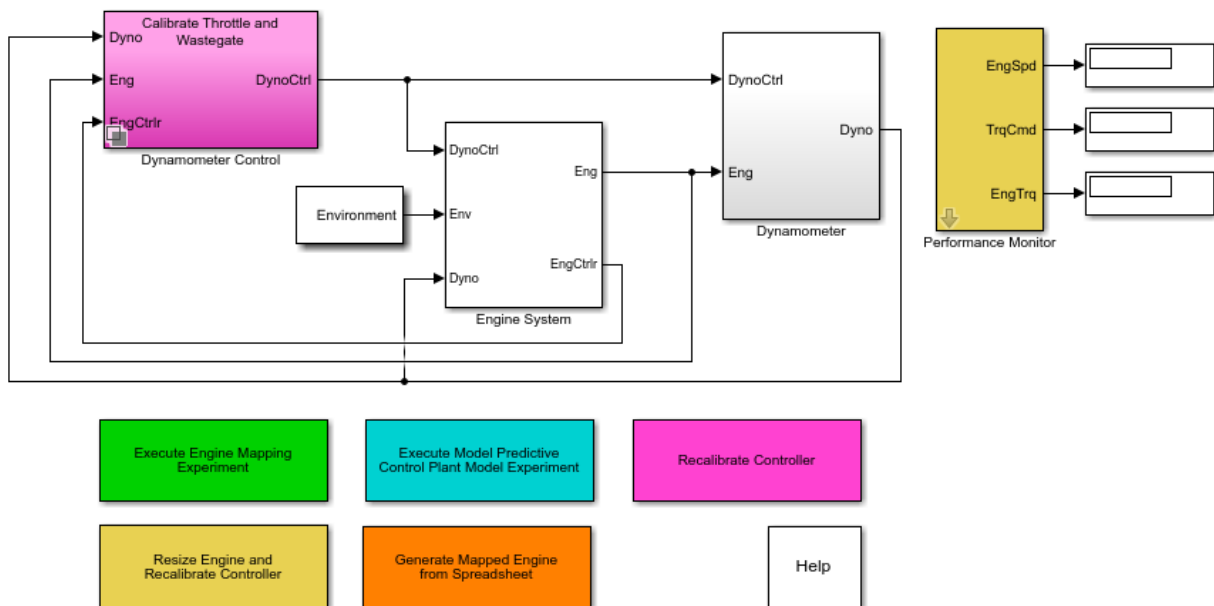 Calibrate Throttle and
Wastegate
Dyno
Eng
EngCtrlr
DynoCtrl
Dynamometer Control
Environment
DynoCtrl
Env
Dyno
Eng
EngCtrlr
Engine System
DynoCtrl
Eng
Dyno
Dynamometer
EngSpd
TrqCmd
EngTrq
Performance Monitor
Execute Engine Mapping
Experiment
Execute Model Predictive
Control Plant Model Experiment
Recalibrate Controller
Resize Engine and
Recalibrate Controller
Generate Mapped Engine
from Spreadsheet
Help